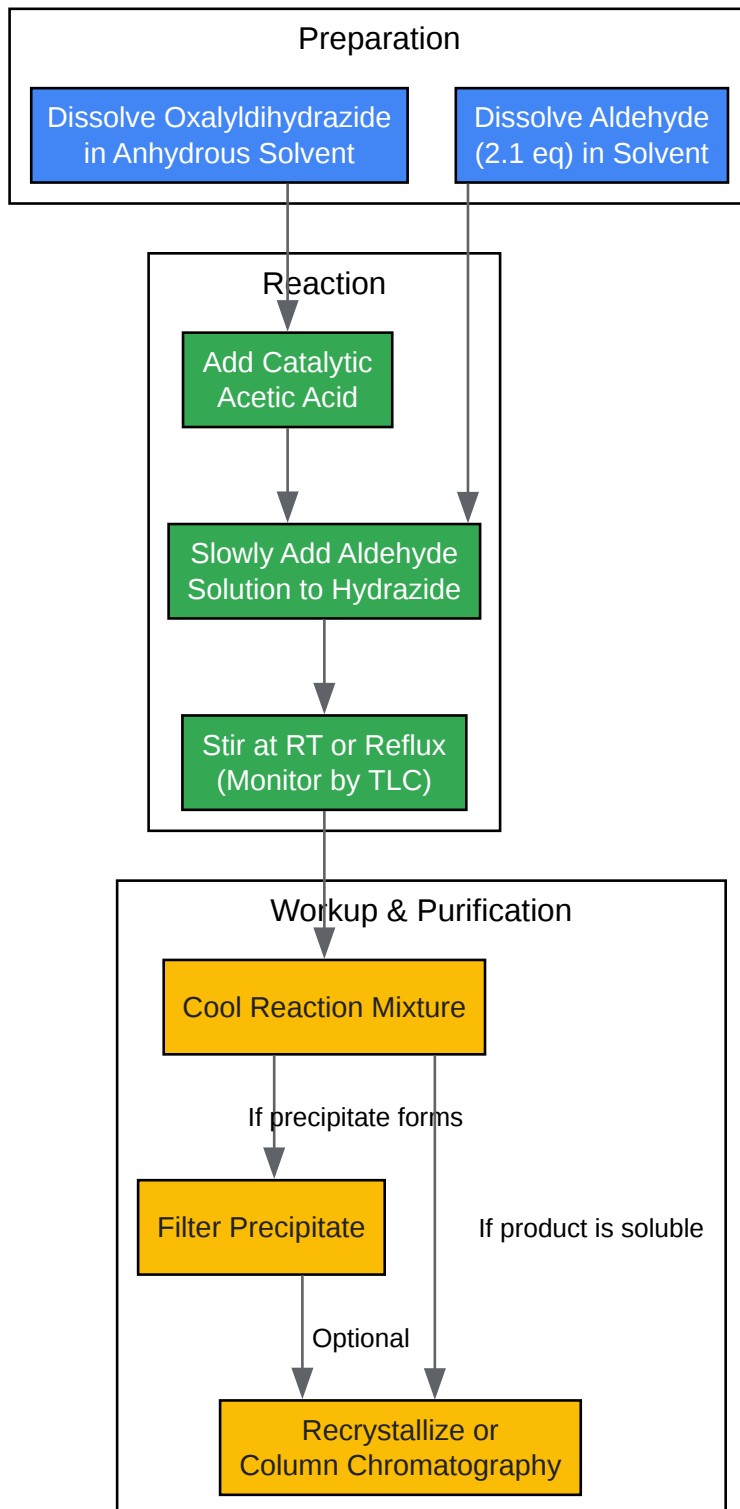 Preparation
Dissolve Oxalyldihydrazide
in Anhydrous Solvent
Dissolve Aldehyde
(2.1 eq) in Solvent
Reaction
Add Catalytic
Acetic Acid
Slowly Add Aldehyde
Solution to Hydrazide
Stir at RT or Reflux
(Monitor by TLC)
Workup & Purification
Cool Reaction Mixture
If precipitate forms
Filter Precipitate
If product is soluble
Optional
Recrystallize or
Column Chromatography